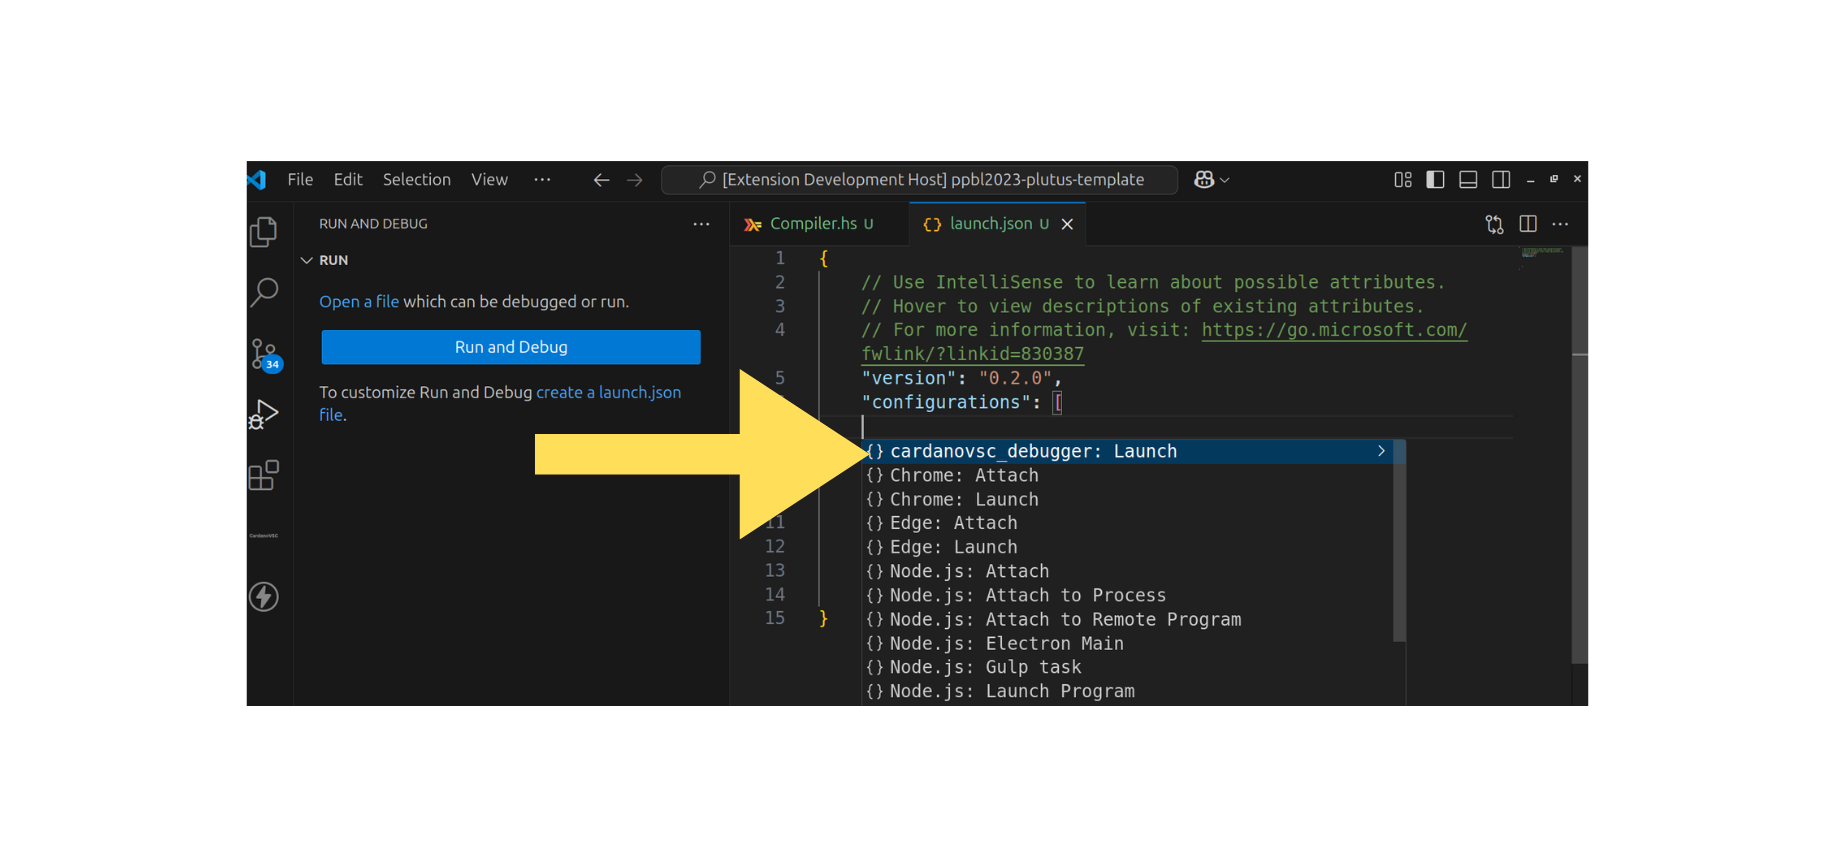 File Edit Selection View ··· [Extension Development Host] ppbl2023-plutus-template
RUN AND DEBUG ···
RUN
Open a file which can be debugged or run.
Run and Debug
To customize Run and Debug create a launch.json
file.
34
CardanoVSC
Compiler.hs U {} launch.json U
1 {
2 // Use IntelliSense to learn about possible attributes.
3 // Hover to view descriptions of existing attributes.
4 // For more information, visit: https://go.microsoft.com/
fwlink/?linkid=830387
5 "version": "0.2.0",
"configurations": [
{} cardanovsc_debugger: Launch
{} Chrome: Attach
{} Chrome: Launch
11 {} Edge: Attach
12 {} Edge: Launch
13 {} Node.js: Attach
14 {} Node.js: Attach to Process
15 } {} Node.js: Attach to Remote Program
{} Node.js: Electron Main
{} Node.js: Gulp task
{} Node.js: Launch Program